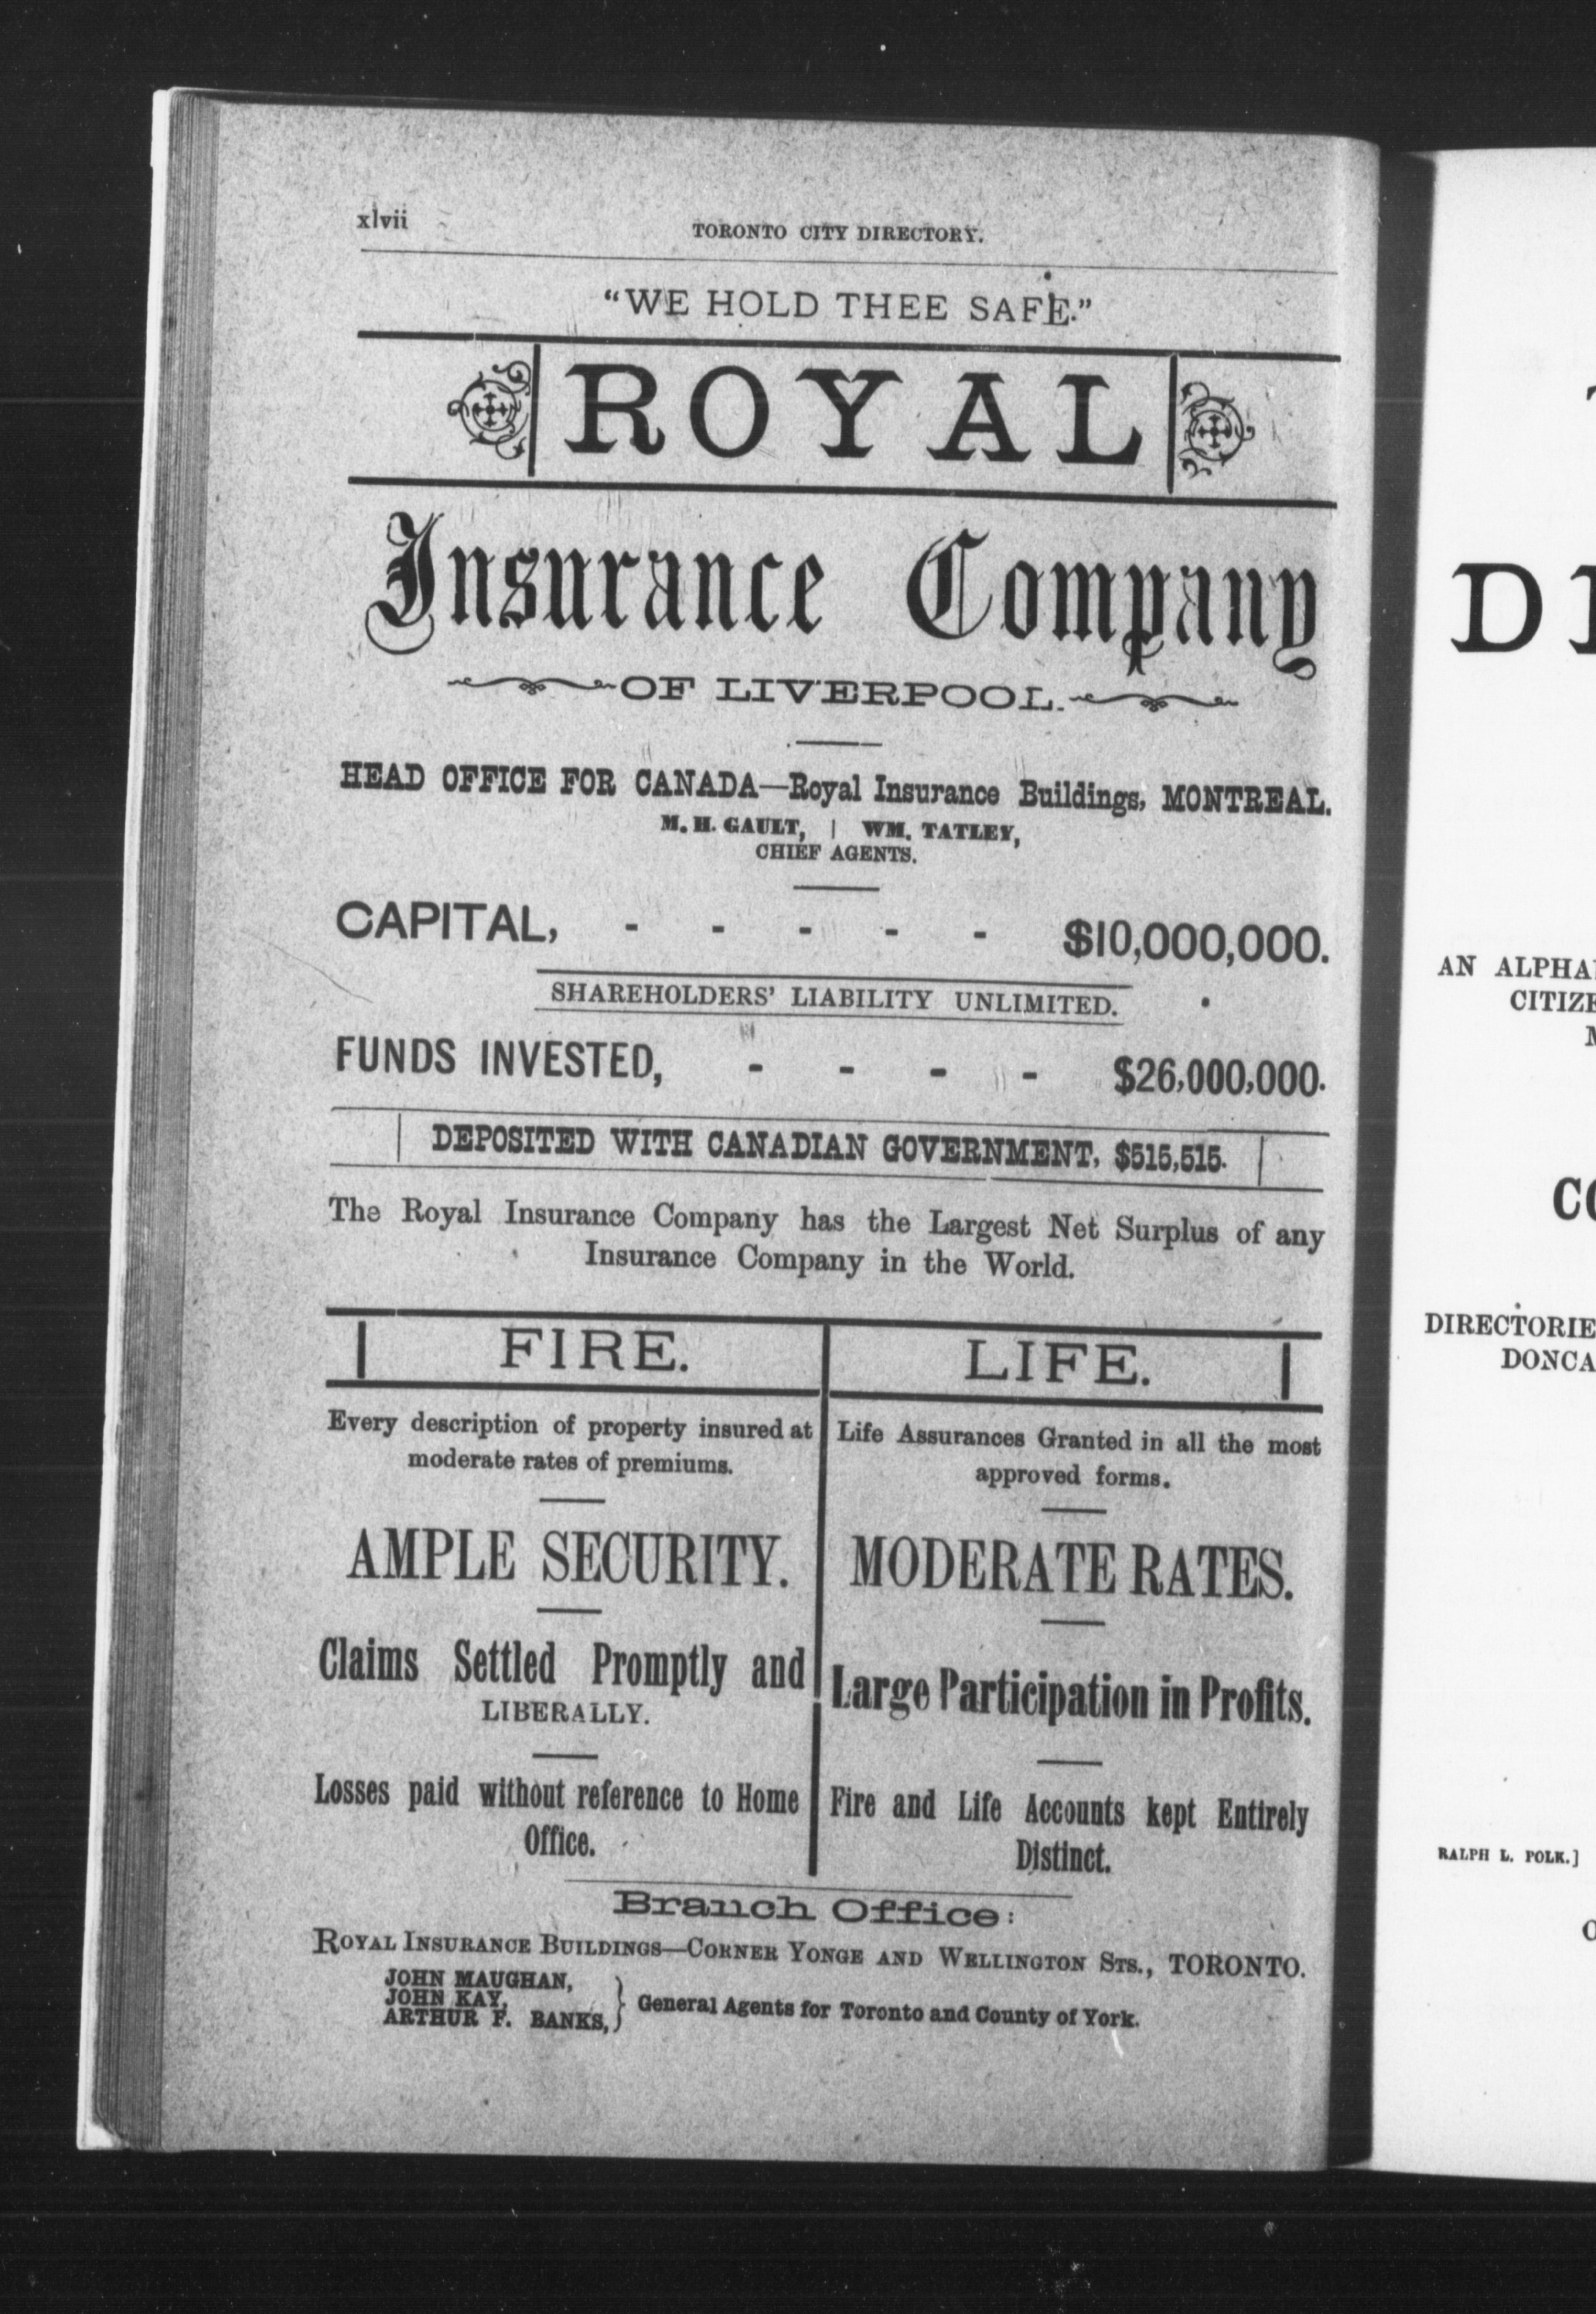 xlvii
TORONTO CITY DIRECTORY.
"WE HOLD THEE SAFE."
ROYAL
Insurance Company
OF LIVERPOOL.
HEAD OFFICE FOR CANADA—Royal Insurance Buildings, MONTREAL.
M. H. GAULT, | WM. TATLEY,
CHIEF AGENTS.
CAPITAL, - - - - - $10,000,000.
SHAREHOLDERS' LIABILITY UNLIMITED.
FUNDS INVESTED, - - - - $26,000,000.
DEPOSITED WITH CANADIAN GOVERNMENT, $515,515.
The Royal Insurance Company has the Largest Net Surplus of any
Insurance Company in the World.
FIRE.
Every description of property insured at
moderate rates of premiums.
AMPLE SECURITY.
Claims Settled Promptly and
LIBERALLY.
Losses paid without reference to Home
Office.
LIFE.
Life Assurances Granted in all the most
approved forms.
MODERATE RATES.
Large Participation in Profits.
Fire and Life Accounts kept Entirely
Distinct.
Branch Office:
ROYAL INSURANCE BUILDINGS—CORNER YONGE AND WELLINGTON STS., TORONTO.
JOHN MAUGHAN,
JOHN KAY,
ARTHUR F. BANKS,
General Agents for Toronto and County of York.
DI
AN ALPHA
CITIZE
CO
DIRECTORIE
DONCA
RALPH L. POLK.]